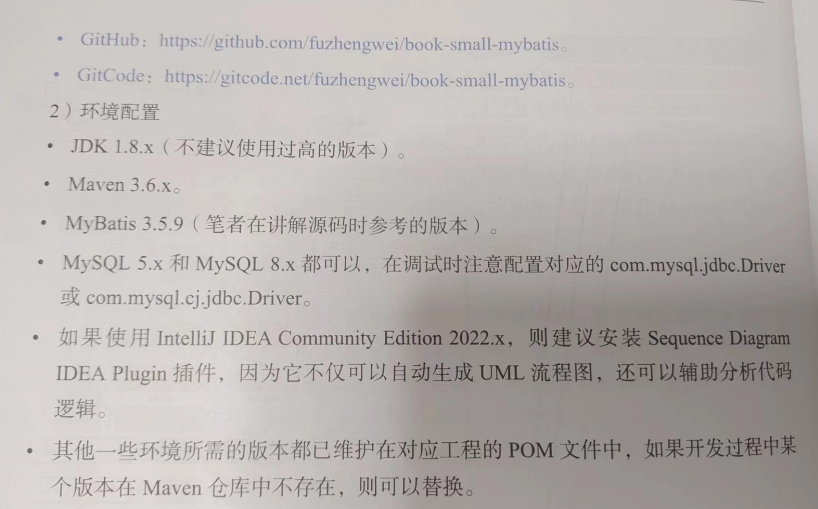 • GitHub：https://github.com/fuzhengwei/book-small-mybatis。
• GitCode：https://gitcode.net/fuzhengwei/book-small-mybatis。
2）环境配置
• JDK 1.8.x（不建议使用过高的版本）。
• Maven 3.6.x。
• MyBatis 3.5.9（笔者在讲解源码时参考的版本）。
• MySQL 5.x 和 MySQL 8.x 都可以，在调试时注意配置对应的 com.mysql.jdbc.Driver
或 com.mysql.cj.jdbc.Driver。
• 如果使用 IntelliJ IDEA Community Edition 2022.x，则建议安装 Sequence Diagram
IDEA Plugin 插件，因为它不仅可以自动生成 UML 流程图，还可以辅助分析代码
逻辑。
• 其他一些环境所需的版本都已维护在对应工程的 POM 文件中，如果开发过程中某
个版本在 Maven 仓库中不存在，则可以替换。